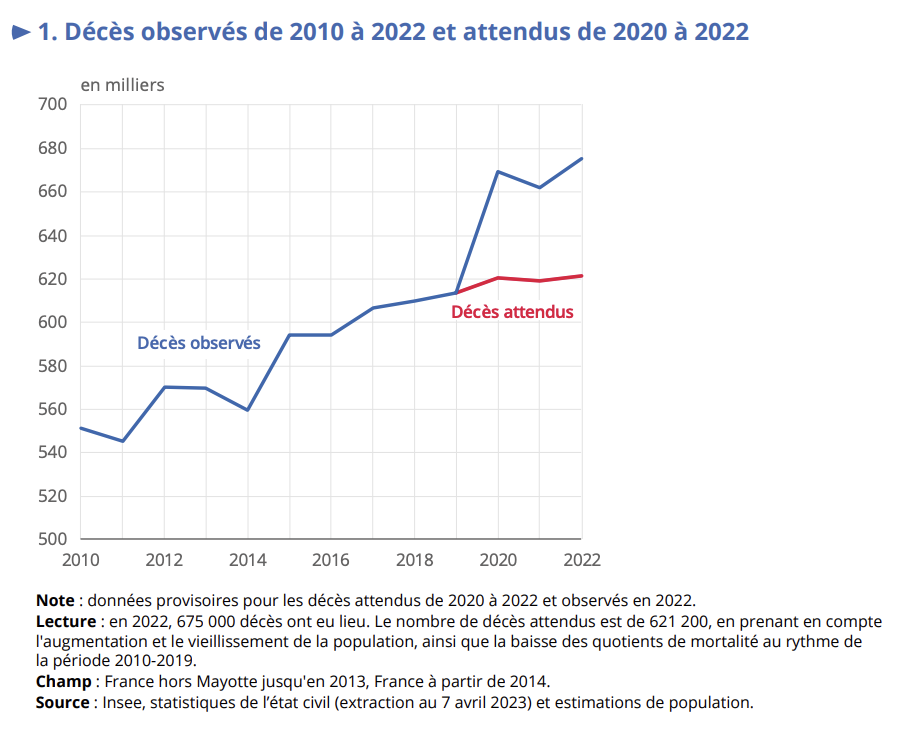 ► 1. Décès observés de 2010 à 2022 et attendus de 2020 à 2022
en milliers
700
680
660
640
620
600
580
560
540
520
500
Décès observés
Décès attendus
2010 2012 2014 2016 2018 2020 2022
Note : données provisoires pour les décès attendus de 2020 à 2022 et observés en 2022.
Lecture : en 2022, 675 000 décès ont eu lieu. Le nombre de décès attendus est de 621 200, en prenant en compte
l'augmentation et le vieillissement de la population, ainsi que la baisse des quotients de mortalité au rythme de
la période 2010-2019.
Champ : France hors Mayotte jusqu'en 2013, France à partir de 2014.
Source : Insee, statistiques de l’état civil (extraction au 7 avril 2023) et estimations de population.